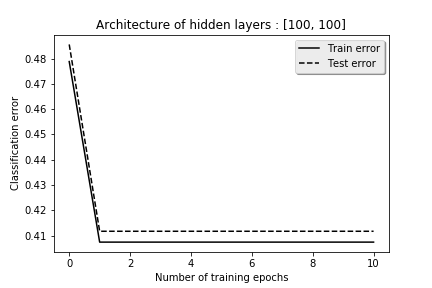 Architecture of hidden layers : [100, 100]
Train error
Test error
Classification error
0.48
0.47
0.46
0.45
0.44
0.43
0.42
0.41
0 2 4 6 8 10
Number of training epochs